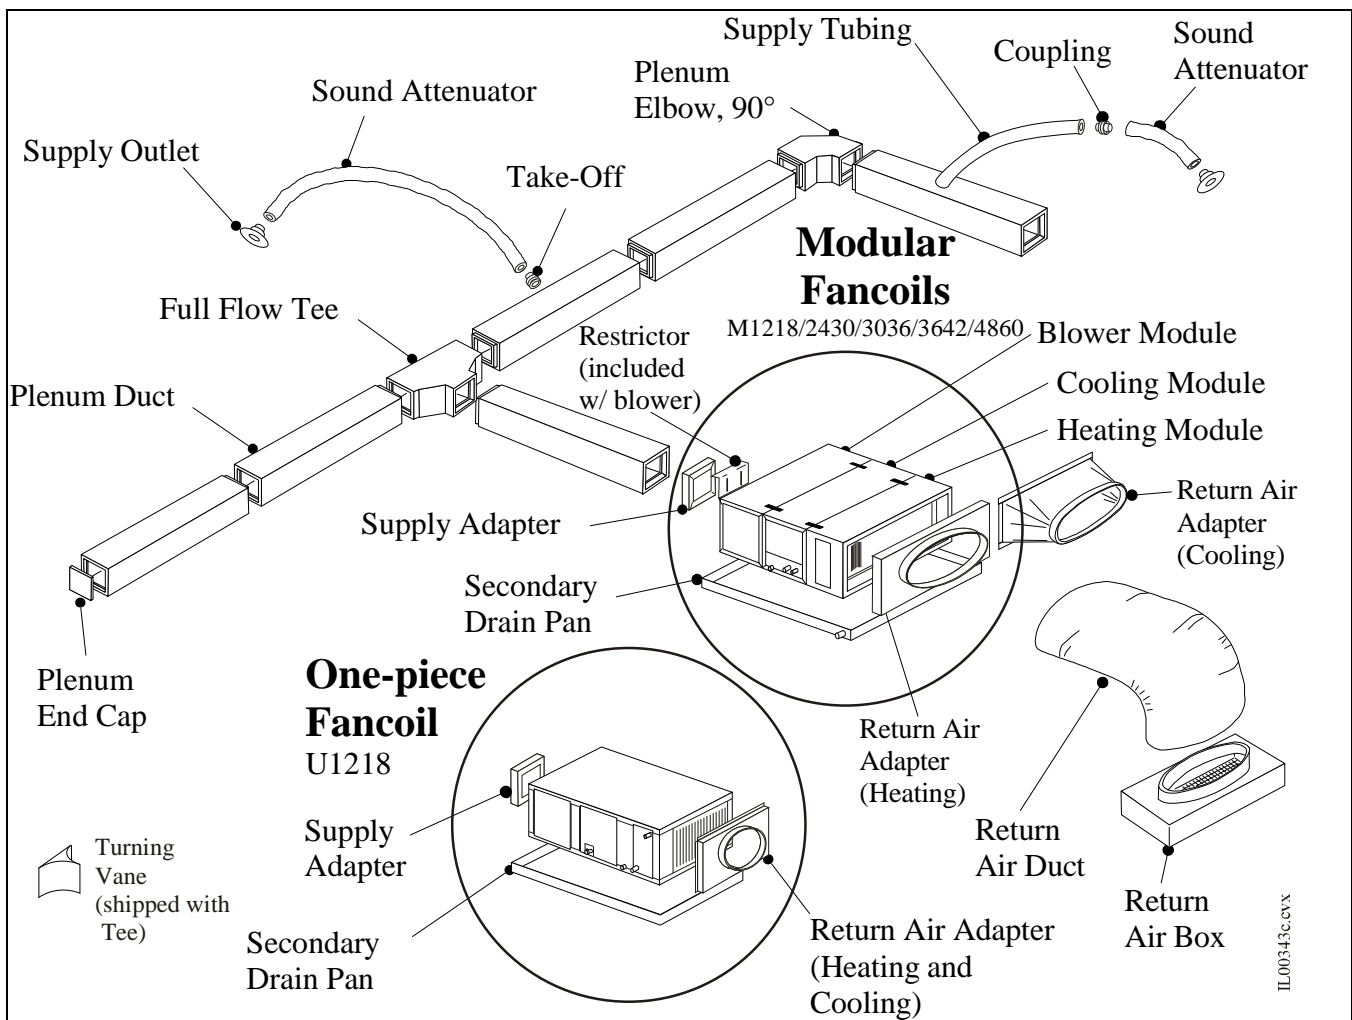 Supply Tubing
Coupling
Sound
Attenuator
Plenum
Elbow, 90°
Sound Attenuator
Supply Outlet
Take-Off
Modular
Fancoils
M1218/2430/3036/3642/4860
Full Flow Tee
Restrictor
(included
w/ blower)
Blower Module
Cooling Module
Heating Module
Plenum Duct
Return Air
Adapter
(Cooling)
Supply Adapter
Secondary
Drain Pan
Plenum
End Cap
One-piece
Fancoil
U1218
Return Air
Adapter
(Heating)
Supply
Adapter
Return
Air Duct
Turning
Vane
(shipped with
Tee)
Return
Air Box
Secondary
Drain Pan
Return Air Adapter
(Heating and
Cooling)
IL00343c.cvx